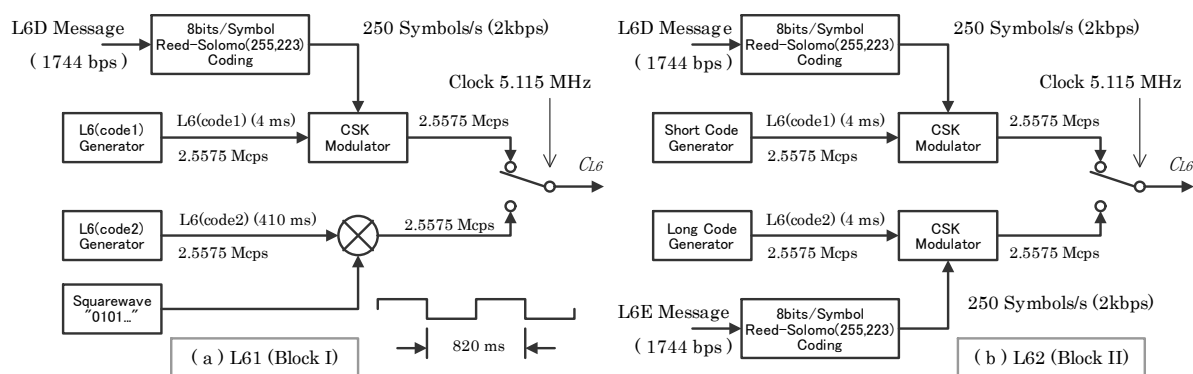 L6D Message
( 1744 bps )
8bits/Symbol
Reed-Solomo(255,223)
Coding
250 Symbols/s (2kbps)
Clock 5.115 MHz
L6(code1)
Generator
L6(code1) (4 ms)
2.5575 Mcps
CSK
Modulator
2.5575 Mcps
CL6
L6(code2)
Generator
L6(code2) (410 ms)
2.5575 Mcps
2.5575 Mcps
Squarewave
"0101..."
820 ms
( a ) L61 (Block I)
L6D Message
( 1744 bps )
8bits/Symbol
Reed-Solomo(255,223)
Coding
250 Symbols/s (2kbps)
Clock 5.115 MHz
Short Code
Generator
L6(code1) (4 ms)
2.5575 Mcps
CSK
Modulator
2.5575 Mcps
CL6
Long Code
Generator
L6(code2) (4 ms)
2.5575 Mcps
CSK
Modulator
2.5575 Mcps
L6E Message
( 1744 bps )
8bits/Symbol
Reed-Solomo(255,223)
Coding
250 Symbols/s (2kbps)
( b ) L62 (Block II)